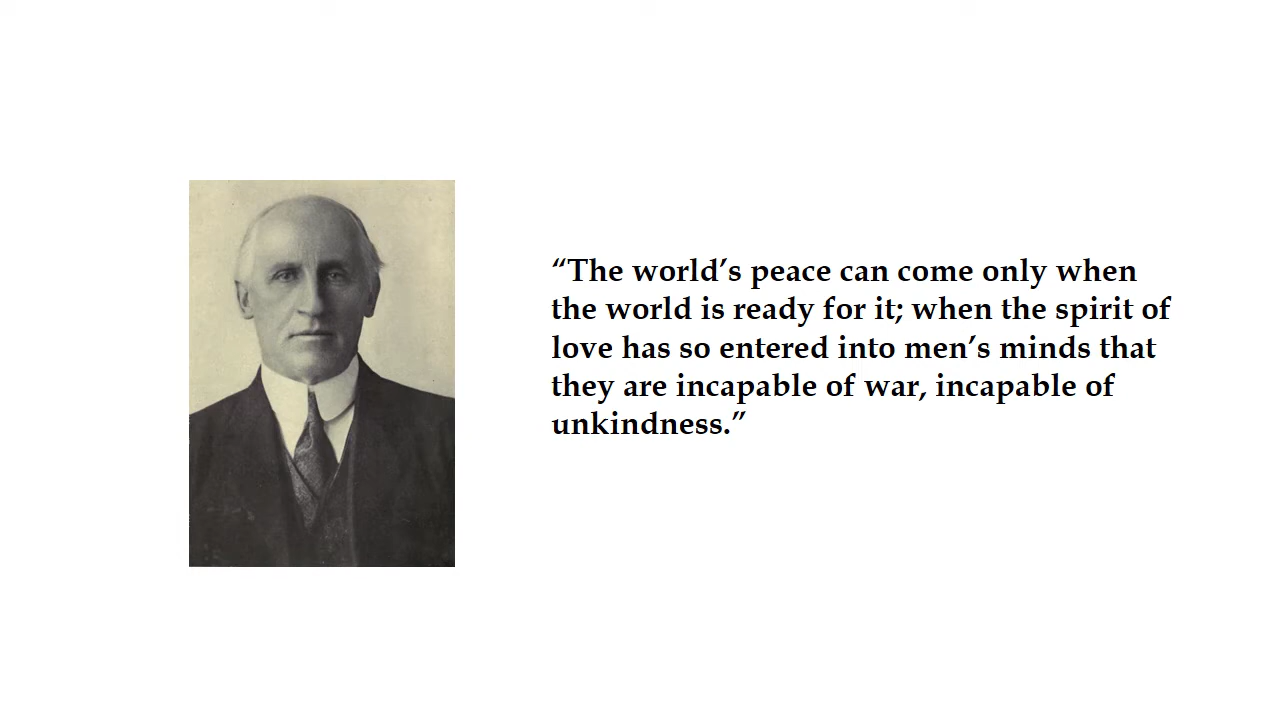 “The world’s peace can come only when
the world is ready for it; when the spirit of
love has so entered into men’s minds that
they are incapable of war, incapable of
unkindness.”